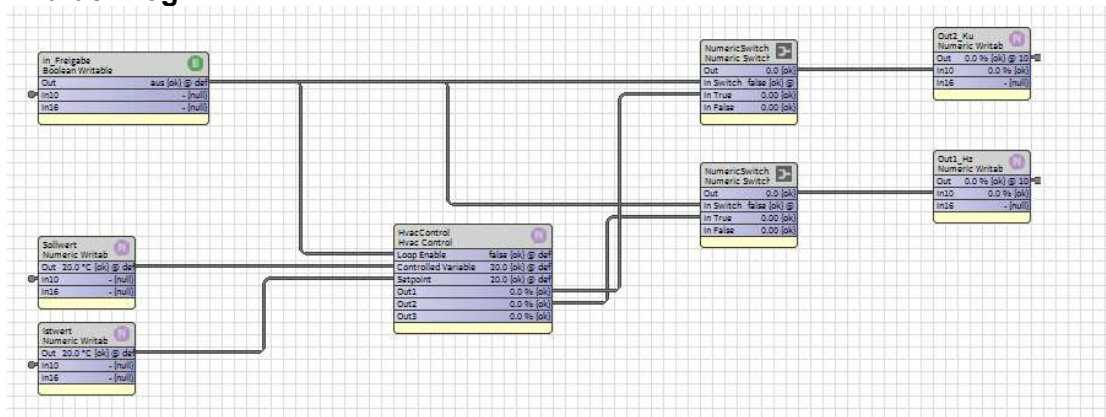 In_Freigabe
Boolean Writable
Out aus {ok} @ def
In10 - {null}
In16 - {null}
NumericSwitch
Numeric Switch
Out 0.0 {ok}
In Switch false {ok} @
In True 0.00 {ok}
In False 0.00 {ok}
Out2_Ku
Numeric Writab
Out 0.0 % {ok} @ 10
In10 0.0 % {ok}
In16 - {null}
NumericSwitch
Numeric Switch
Out 0.0 {ok}
In Switch false {ok} @
In True 0.00 {ok}
In False 0.00 {ok}
Out1_Hz
Numeric Writab
Out 0.0 % {ok} @ 10
In10 0.0 % {ok}
In16 - {null}
HvacControl
Hvac Control
Loop Enable false {ok} @ def
Controlled Variable 20.0 {ok} @ def
Setpoint 20.0 {ok} @ def
Out1 0.0 % {ok}
Out2 0.0 % {ok}
Out3 0.0 % {ok}
Sollwert
Numeric Writab
Out 20.0 °C {ok} @ def
In10 - {null}
In16 - {null}
Istwert
Numeric Writab
Out 20.0 °C {ok} @ def
In10 - {null}
In16 - {null}